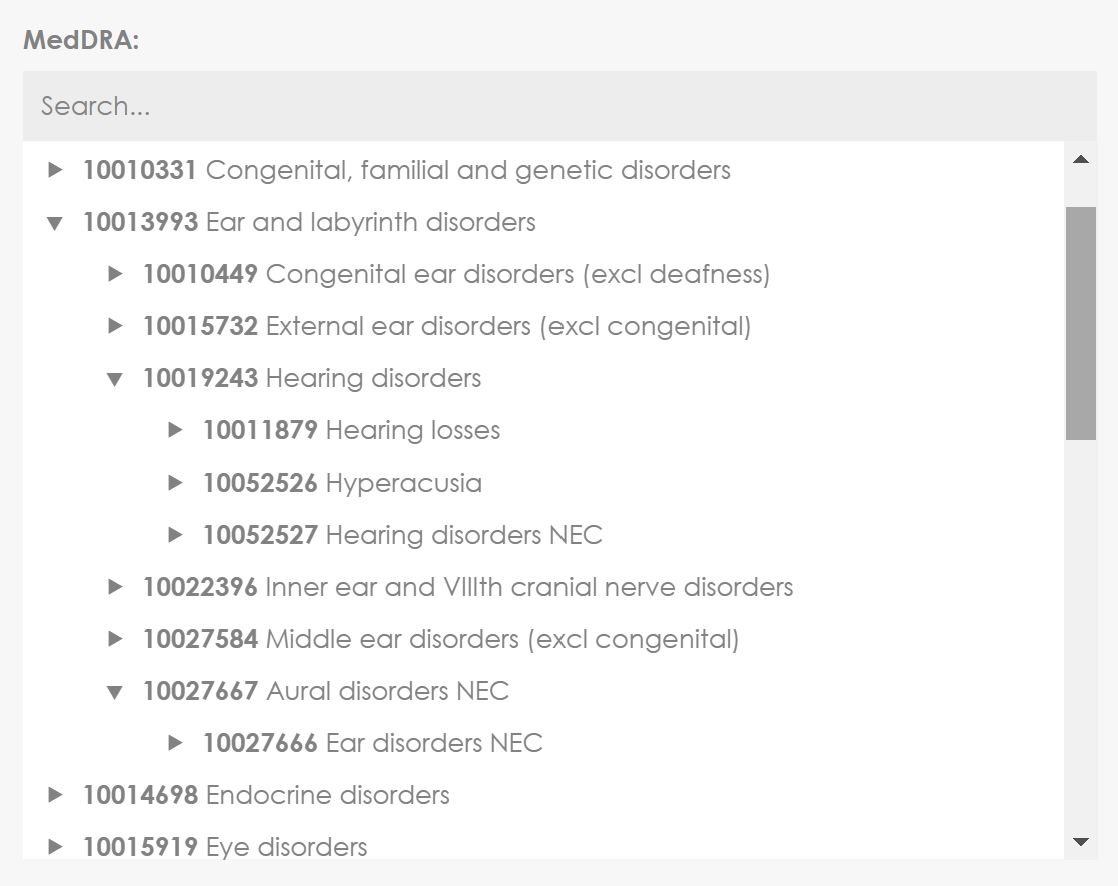 MedDRA:
Search...
10010331 Congenital, familial and genetic disorders
10013993 Ear and labyrinth disorders
10010449 Congenital ear disorders (excl deafness)
10015732 External ear disorders (excl congenital)
10019243 Hearing disorders
10011879 Hearing losses
10052526 Hyperacusia
10052527 Hearing disorders NEC
10022396 Inner ear and VIIIth cranial nerve disorders
10027584 Middle ear disorders (excl congenital)
10027667 Aural disorders NEC
10027666 Ear disorders NEC
10014698 Endocrine disorders
10015919 Eye disorders